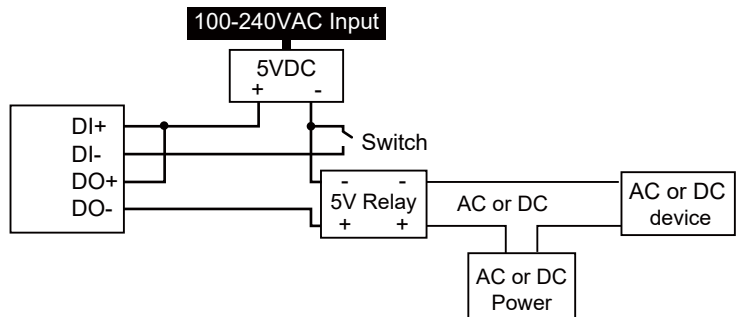 100-240VAC Input
5VDC
+ -
DI+
DI-
DO+
DO-
Switch
- -
5V Relay
+ +
AC or DC
AC or DC
device
AC or DC
Power